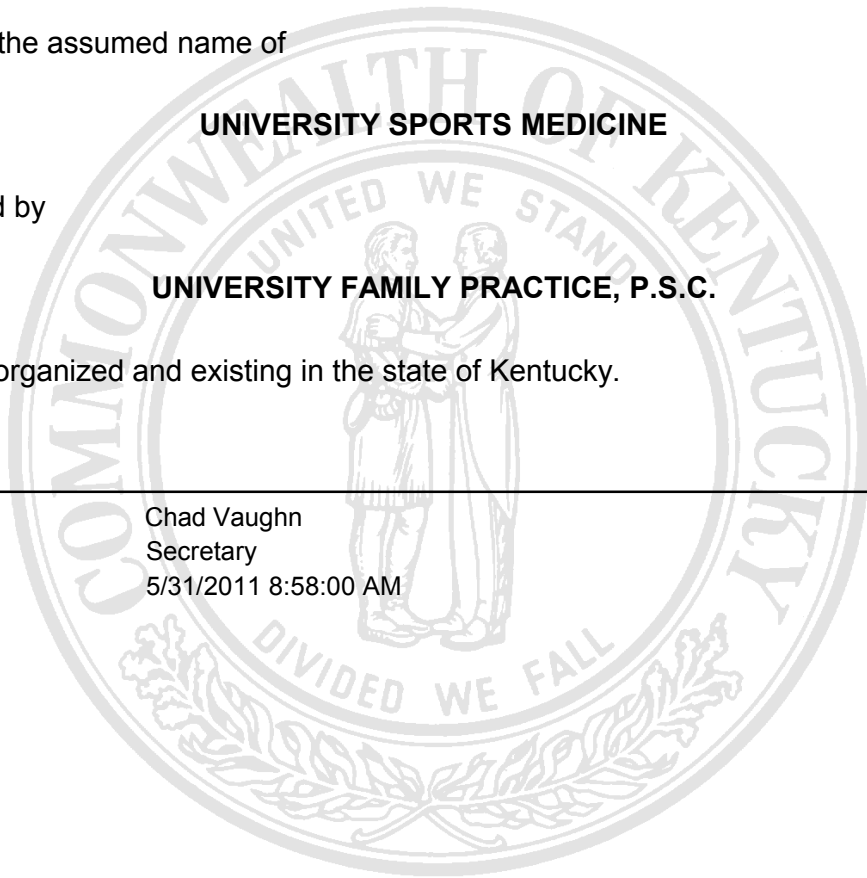 the assumed name of
UNIVERSITY SPORTS MEDICINE
d by
UNIVERSITY FAMILY PRACTICE, P.S.C.
organized and existing in the state of Kentucky.
Chad Vaughn
Secretary
5/31/2011 8:58:00 AM
COMMONWEALTH OF KENTUCKY
UNITED WE STAND
DIVIDED WE FALL